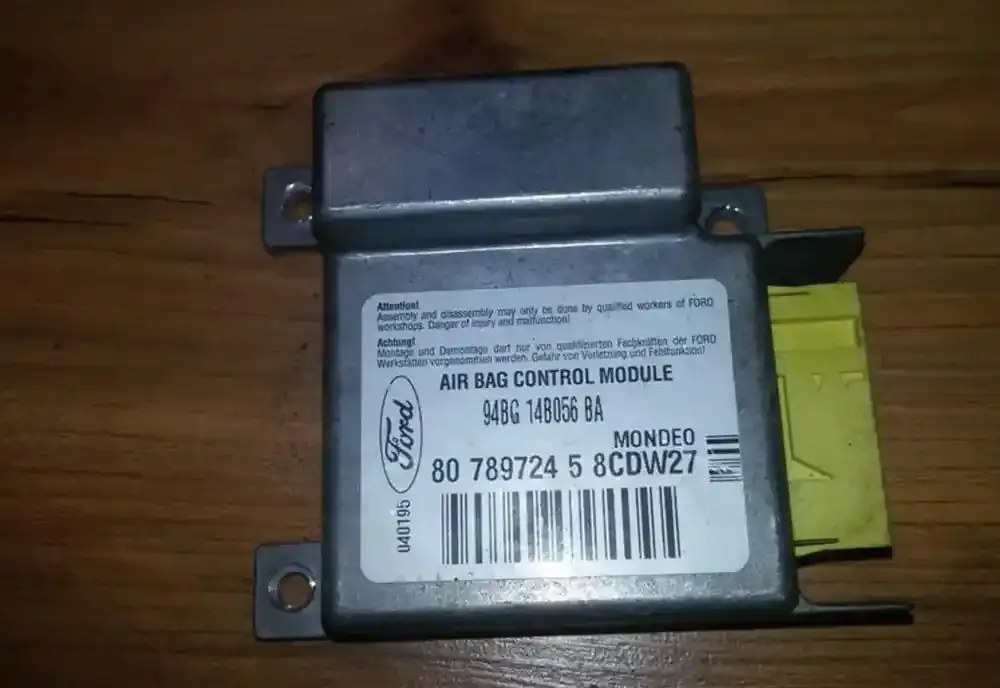 Attention!
Assembly and disassembly may only be done by qualified workers of FORD
workshops. Danger of injury and malfunction!
Achtung!
Montage und Demontage darf nur von qualifizierten Fachkräften der FORD
Werkstätten vorgenommen werden. Gefahr von Verletzung und Fehlfunktion!
AIR BAG CONTROL MODULE
94BG 14B056 BA
Ford
MONDEO
80 789724 5 8CDW27
040195